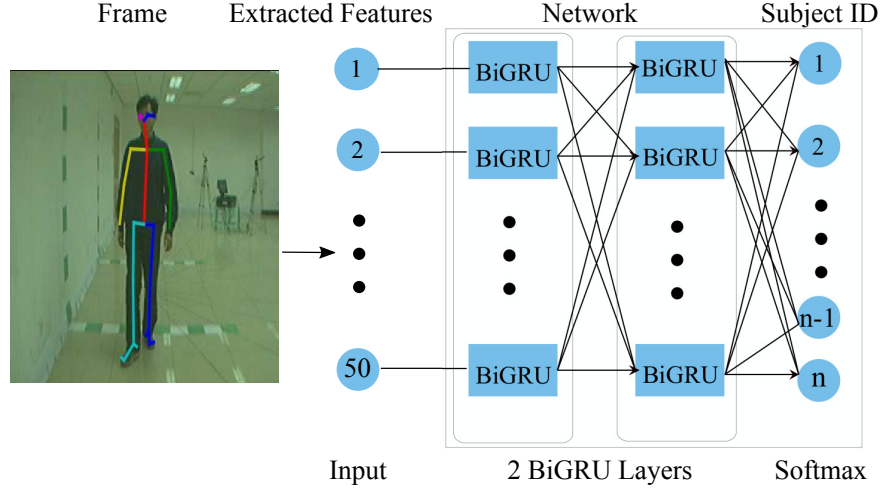 Frame Extracted Features Network Subject ID
1 BiGRU BiGRU 1
2 BiGRU BiGRU 2
n-1
50 BiGRU BiGRU n
Input 2 BiGRU Layers Softmax